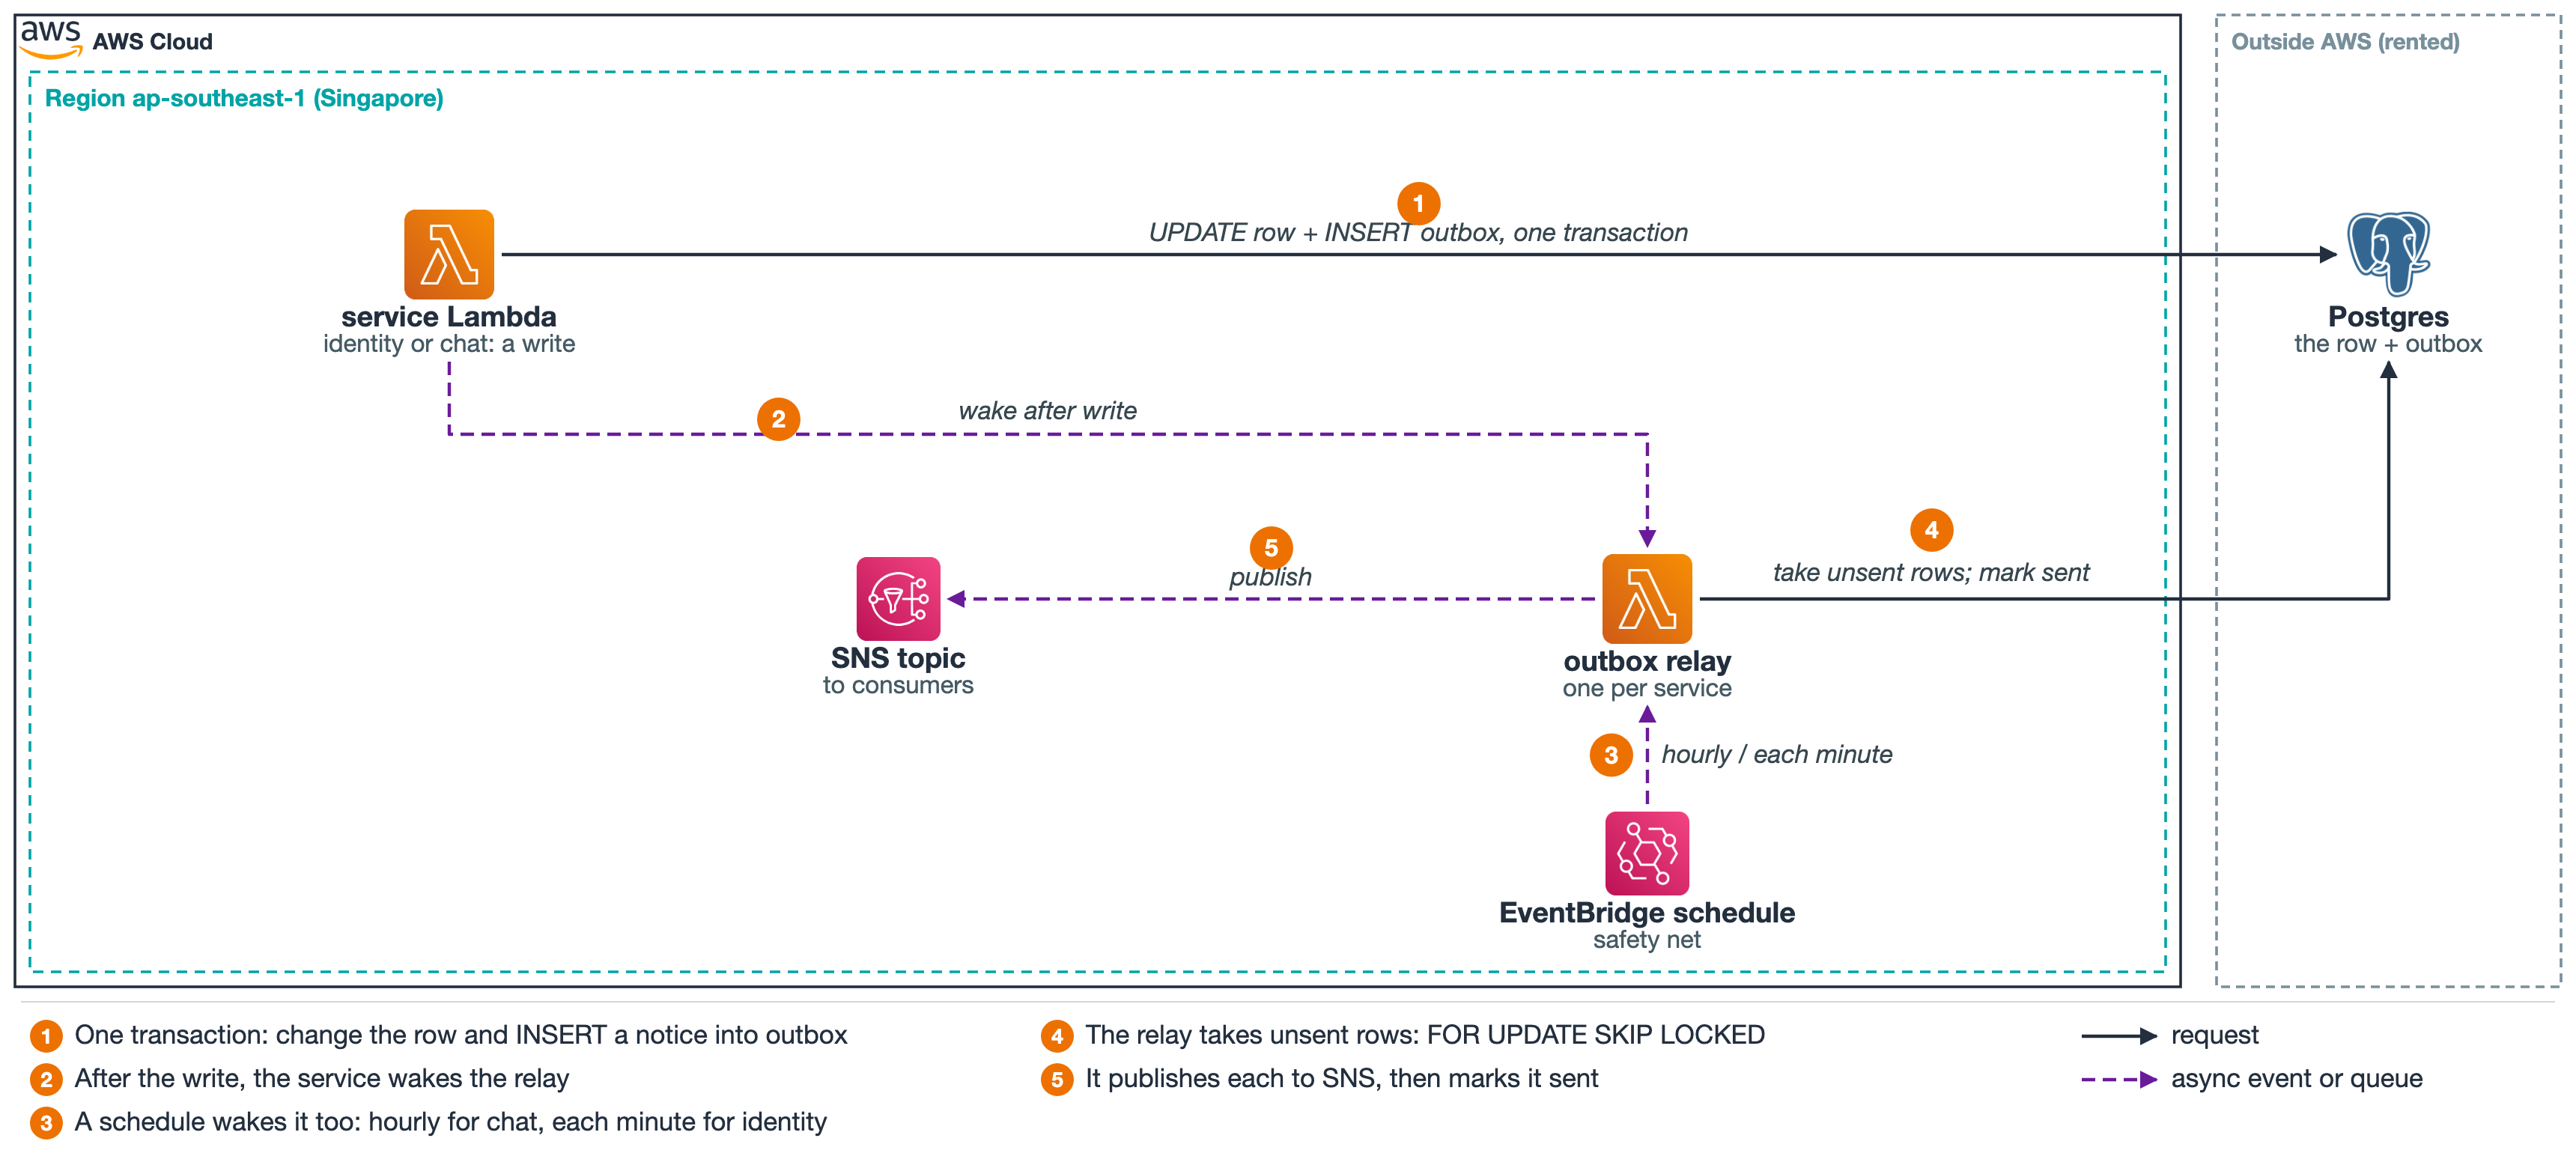 aws
AWS Cloud
Outside AWS (rented)
Region ap-southeast-1 (Singapore)
1
UPDATE row + INSERT outbox, one transaction
service Lambda
identity or chat: a write
Postgres
the row + outbox
2
wake after write
5
publish
4
take unsent rows; mark sent
SNS topic
to consumers
outbox relay
one per service
3
hourly / each minute
EventBridge schedule
safety net
1 One transaction: change the row and INSERT a notice into outbox
2 After the write, the service wakes the relay
3 A schedule wakes it too: hourly for chat, each minute for identity
4 The relay takes unsent rows: FOR UPDATE SKIP LOCKED
5 It publishes each to SNS, then marks it sent
request
async event or queue